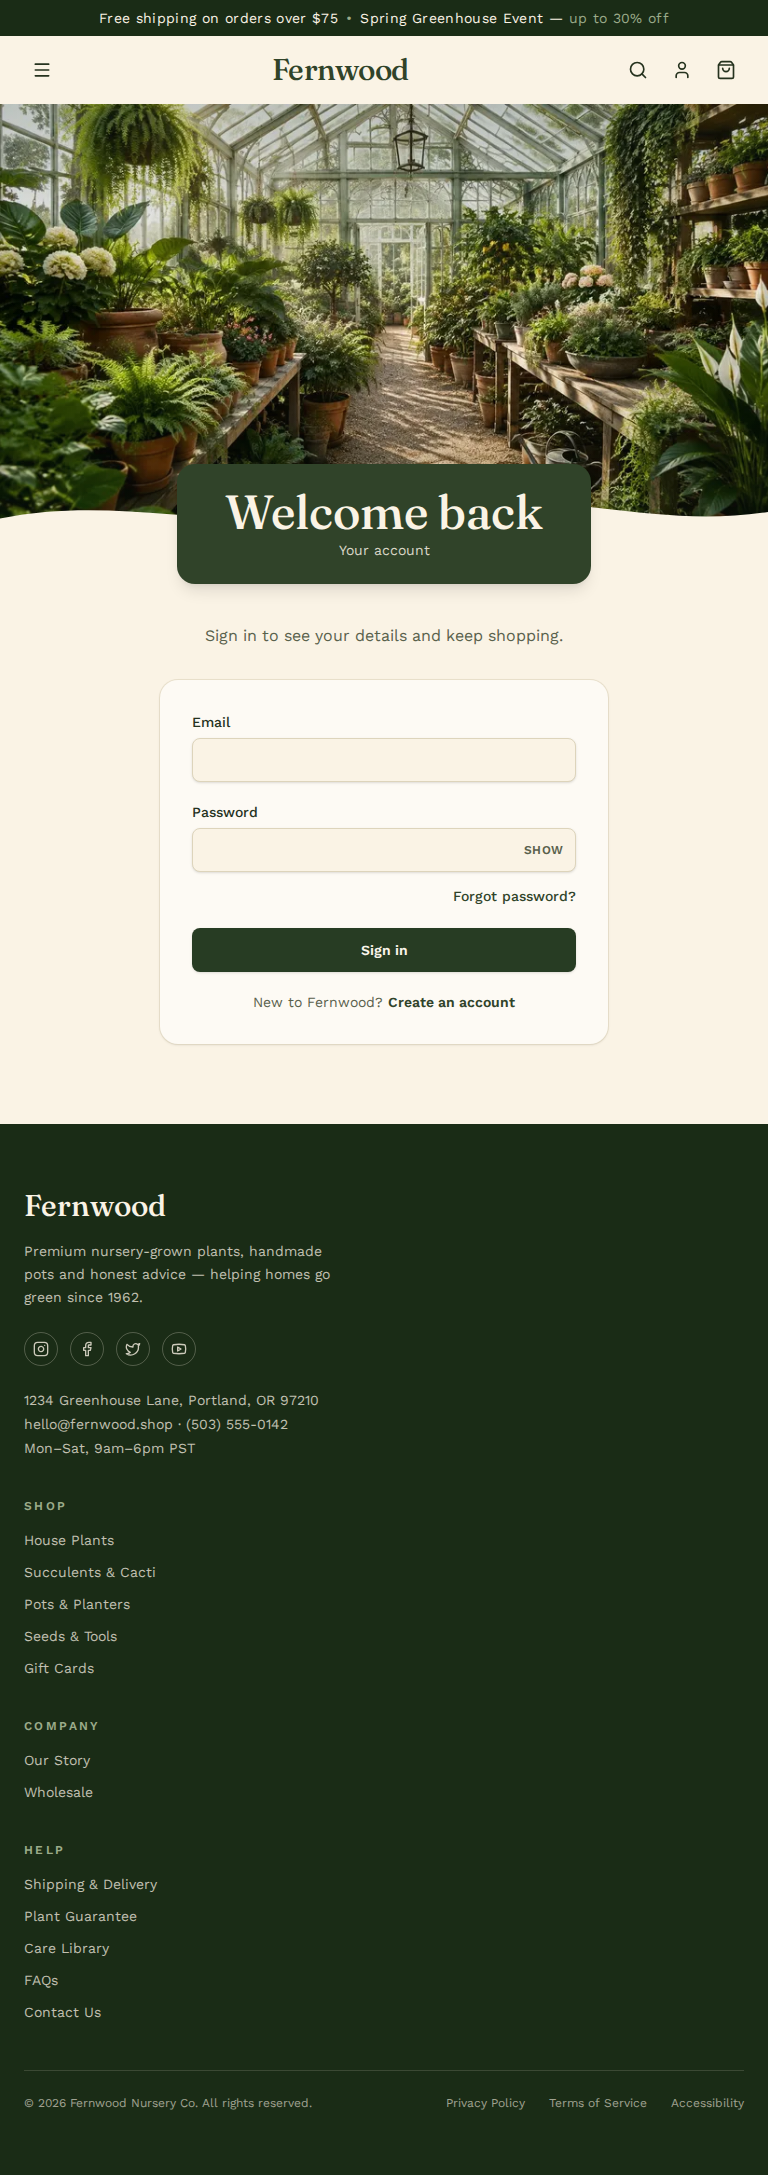 Free shipping on orders over $75 • Spring Greenhouse Event — up to 30% off
Fernwood
Welcome back
Your account
Sign in to see your details and keep shopping.
Email
Password
SHOW
Forgot password?
Sign in
New to Fernwood? Create an account
Fernwood
Premium nursery-grown plants, handmade
pots and honest advice — helping homes go
green since 1962.
1234 Greenhouse Lane, Portland, OR 97210
hello@fernwood.shop · (503) 555-0142
Mon–Sat, 9am–6pm PST
SHOP
House Plants
Succulents & Cacti
Pots & Planters
Seeds & Tools
Gift Cards
COMPANY
Our Story
Wholesale
HELP
Shipping & Delivery
Plant Guarantee
Care Library
FAQs
Contact Us
© 2026 Fernwood Nursery Co. All rights reserved. Privacy Policy Terms of Service Accessibility